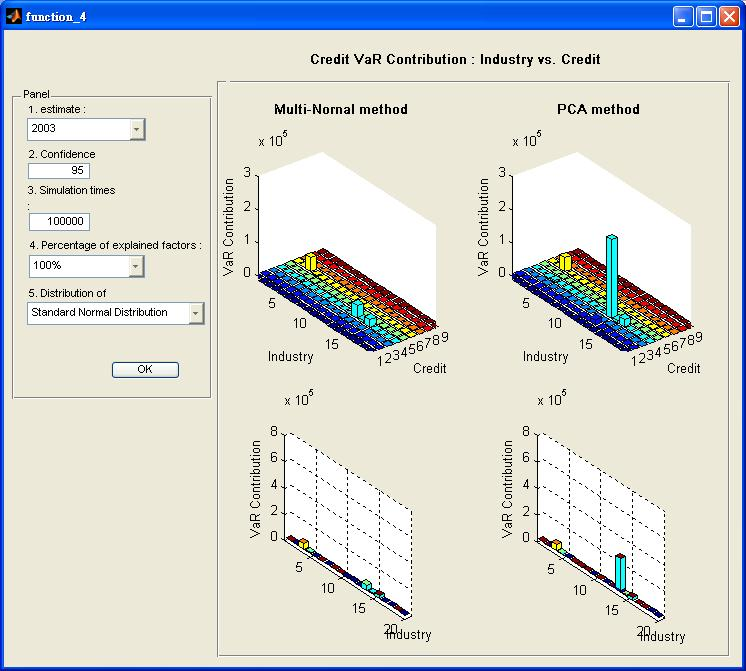 function_4
Credit VaR Contribution : Industry vs. Credit
Panel
1. estimate :
2003
2. Confidence
95
3. Simulation times
:
100000
4. Percentage of explained factors :
100%
5. Distribution of
Standard Normal Distribution
OK
Multi-Nornal method
x 10^5
VaR Contribution
3
2
1
0
5
10
15
Industry
123456789
Credit
PCA method
x 10^5
VaR Contribution
3
2
1
0
5
10
15
Industry
123456789
Credit
x 10^5
VaR Contribution
8
6
4
2
0
5
10
15
20
Industry
x 10^5
VaR Contribution
8
6
4
2
0
5
10
15
20
Industry